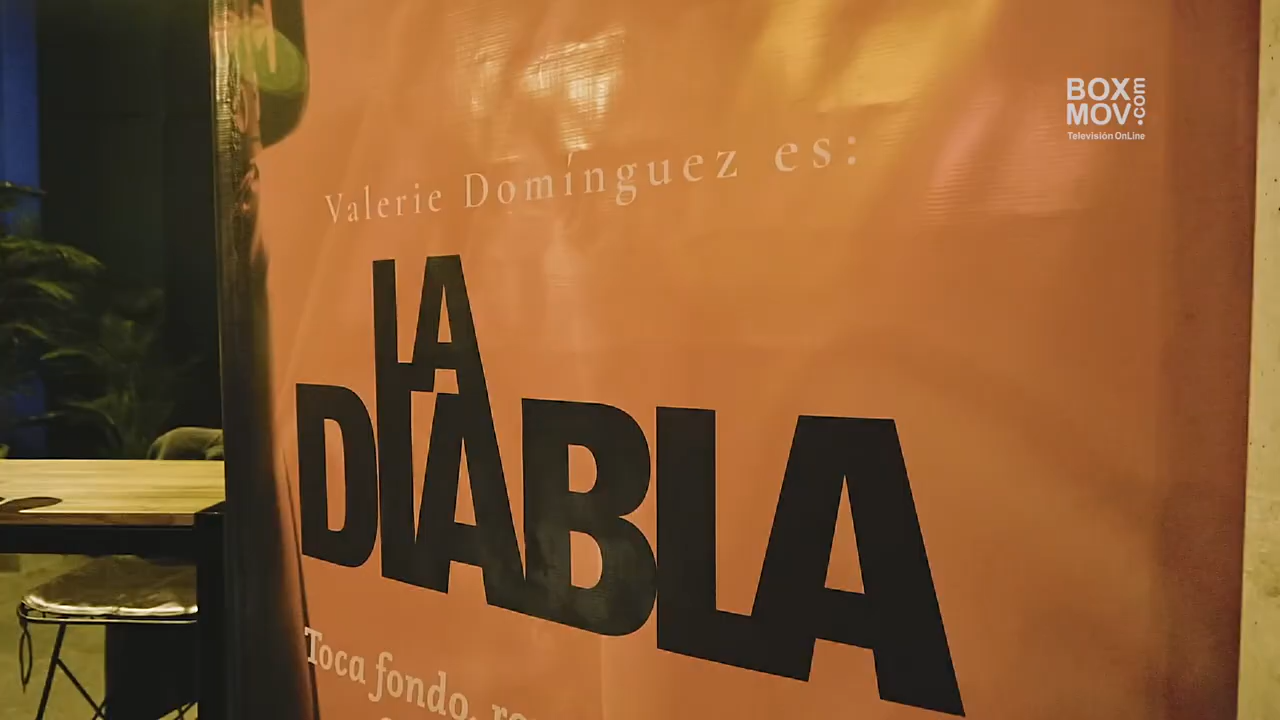 BOX
MOV.com
Televisión OnLine
Valerie Domínguez es:
LA
DIABLA
Toca fondo,